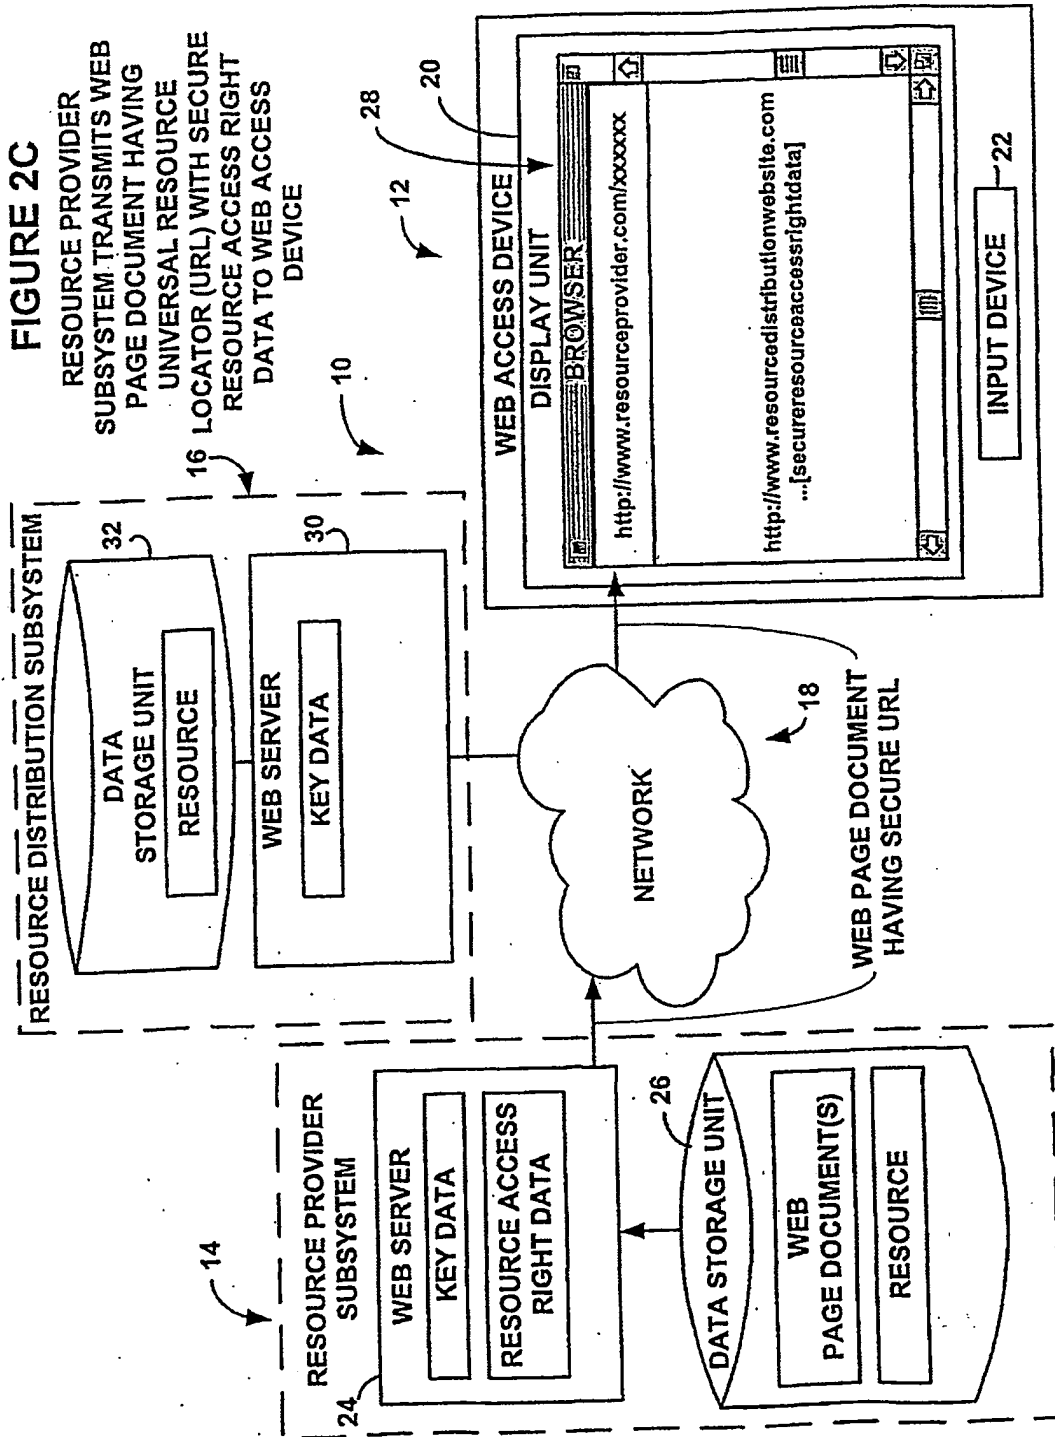 FIGURE 2C
RESOURCE PROVIDER
SUBSYSTEM TRANSMITS WEB
PAGE DOCUMENT HAVING
UNIVERSAL RESOURCE
LOCATOR (URL) WITH SECURE
RESOURCE ACCESS RIGHT
DATA TO WEB ACCESS
DEVICE
RESOURCE DISTRIBUTION SUBSYSTEM
16
32
DATA
STORAGE UNIT
RESOURCE
30
WEB SERVER
KEY DATA
10
12
28
20
WEB ACCESS DEVICE
DISPLAY UNIT
BROWSER
http://www.resourceprovider.com/xxxxxx
http://www.resourcedistributionwebsite.com
...[secureresourceaccessrightdata]
INPUT DEVICE
22
NETWORK
18
WEB PAGE DOCUMENT
HAVING SECURE URL
14
RESOURCE PROVIDER
SUBSYSTEM
24
WEB SERVER
KEY DATA
RESOURCE ACCESS
RIGHT DATA
26
DATA STORAGE UNIT
WEB
PAGE DOCUMENT(S)
RESOURCE